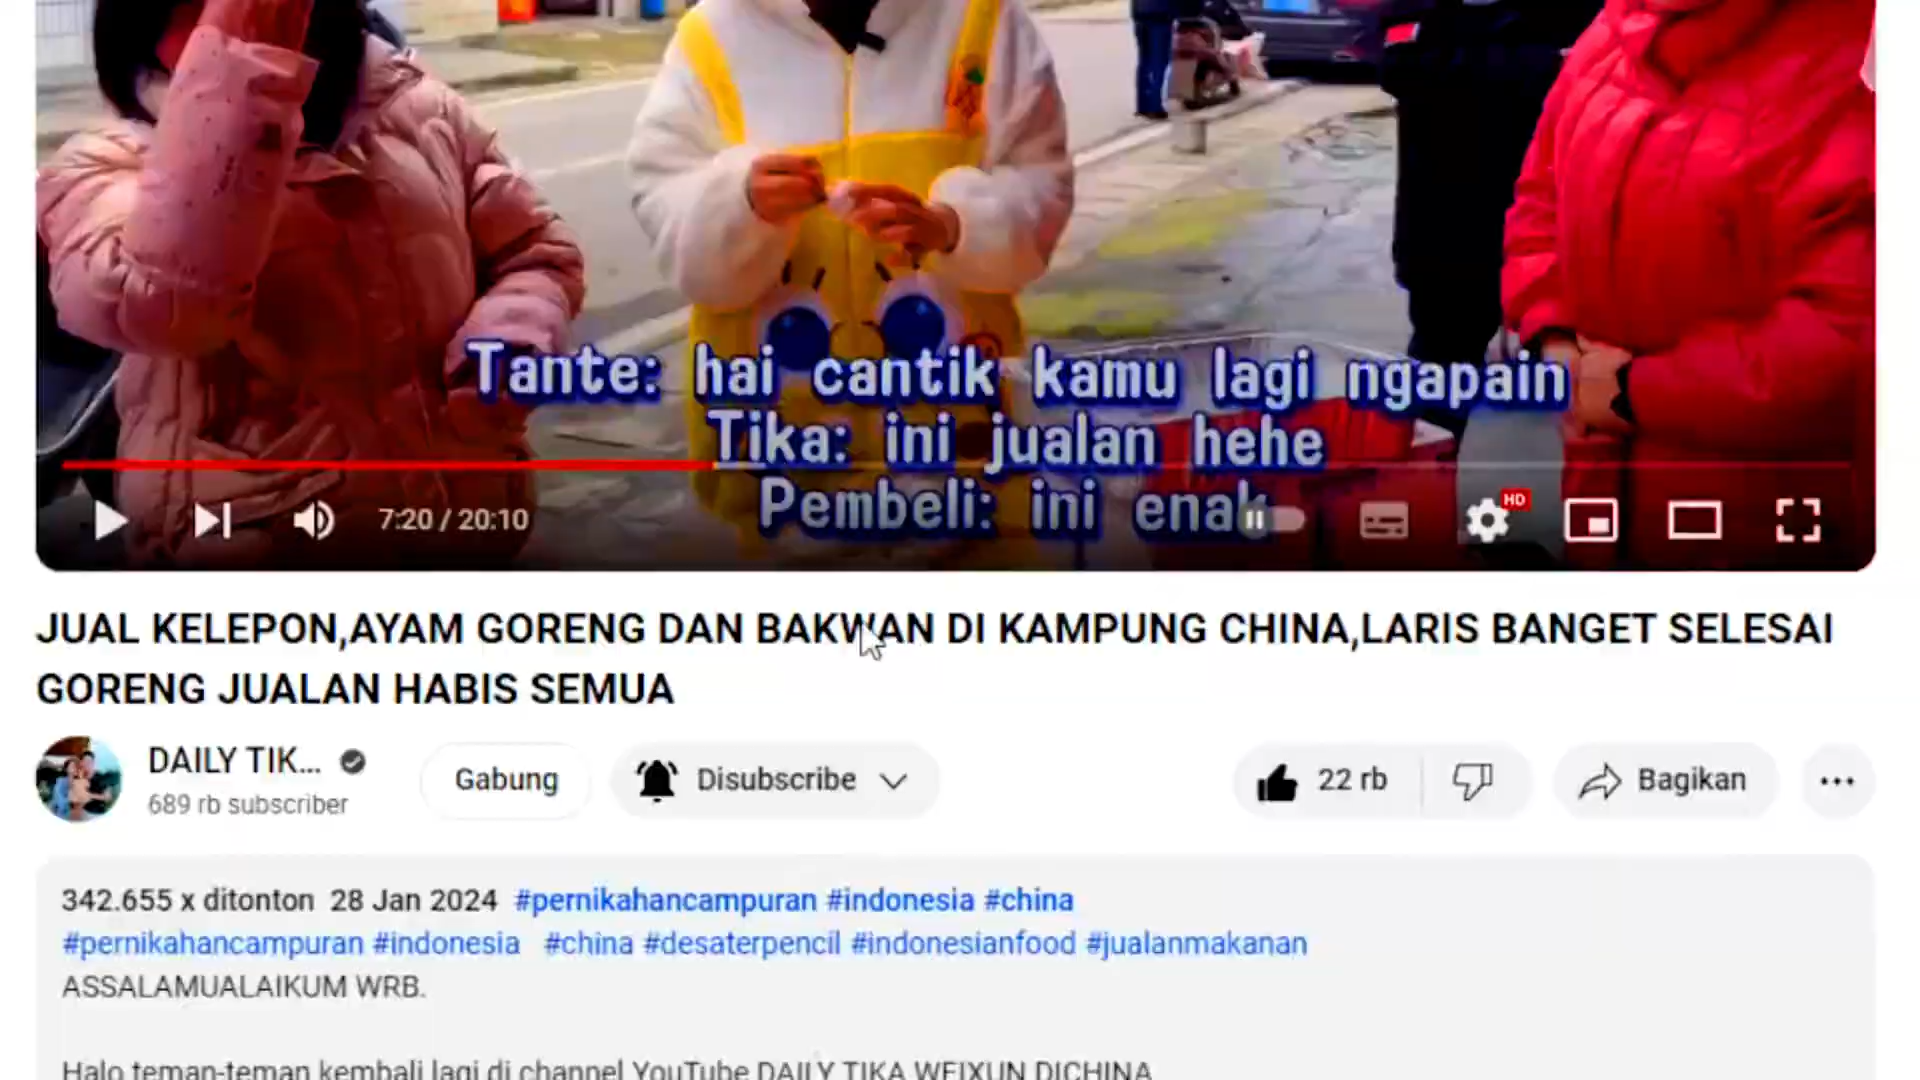 Tante: hai cantik kamu lagi ngapain
Tika: ini jualan hehe
Pembeli: ini enak
HD
7:20 / 20:10
JUAL KELEPON,AYAM GORENG DAN BAKWAN DI KAMPUNG CHINA,LARIS BANGET SELESAI
GORENG JUALAN HABIS SEMUA
DAILY TIK...
689 rb subscriber
Gabung
Disubscribe
22 rb
Bagikan
342.655 x ditonton 28 Jan 2024 #pernikahancampuran #indonesia #china
#pernikahancampuran #indonesia #china #desaterpencil #indonesianfood #jualanmakanan
ASSALAMUALAIKUM WRB.
Halo teman-teman kembali lagi di channel YouTube DAILY TIKA WEIXUN DICHINA